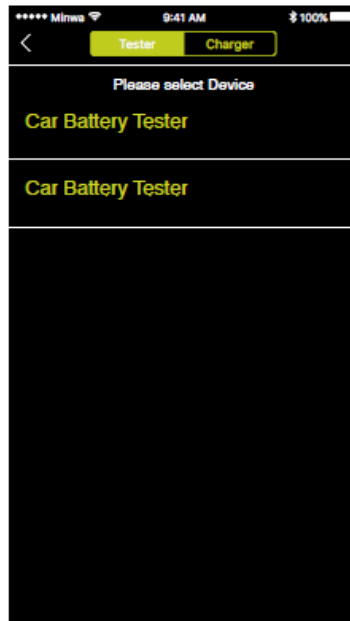 Minwa 9:41 AM 100%
Tester Charger
Please select Device
Car Battery Tester
Car Battery Tester